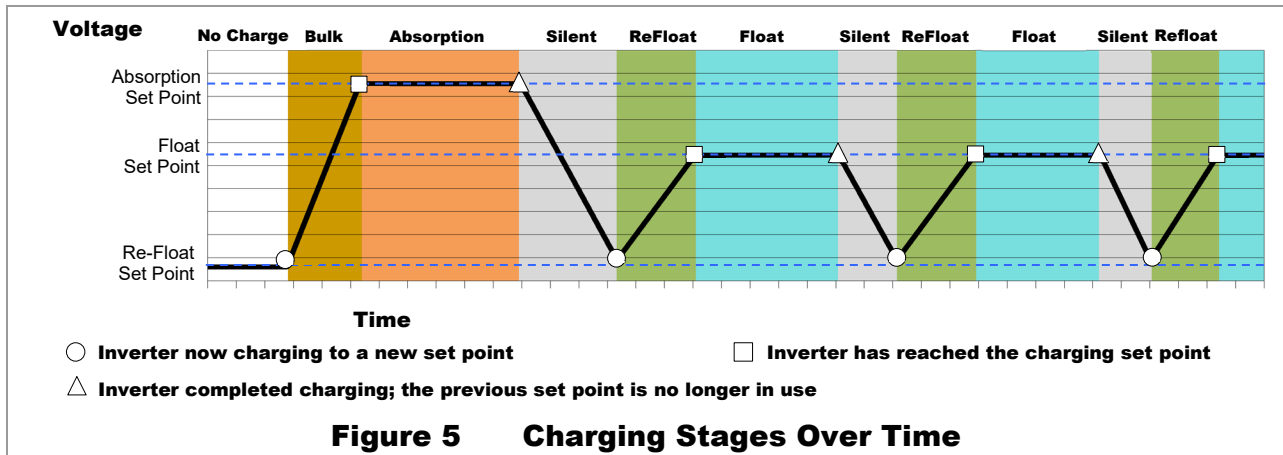 Voltage
No Charge Bulk Absorption Silent ReFloat Float Silent ReFloat Float Silent Refloat
Absorption
Set Point
Float
Set Point
Re-Float
Set Point
Time
Inverter now charging to a new set point
Inverter has reached the charging set point
Inverter completed charging; the previous set point is no longer in use
Figure 5 Charging Stages Over Time